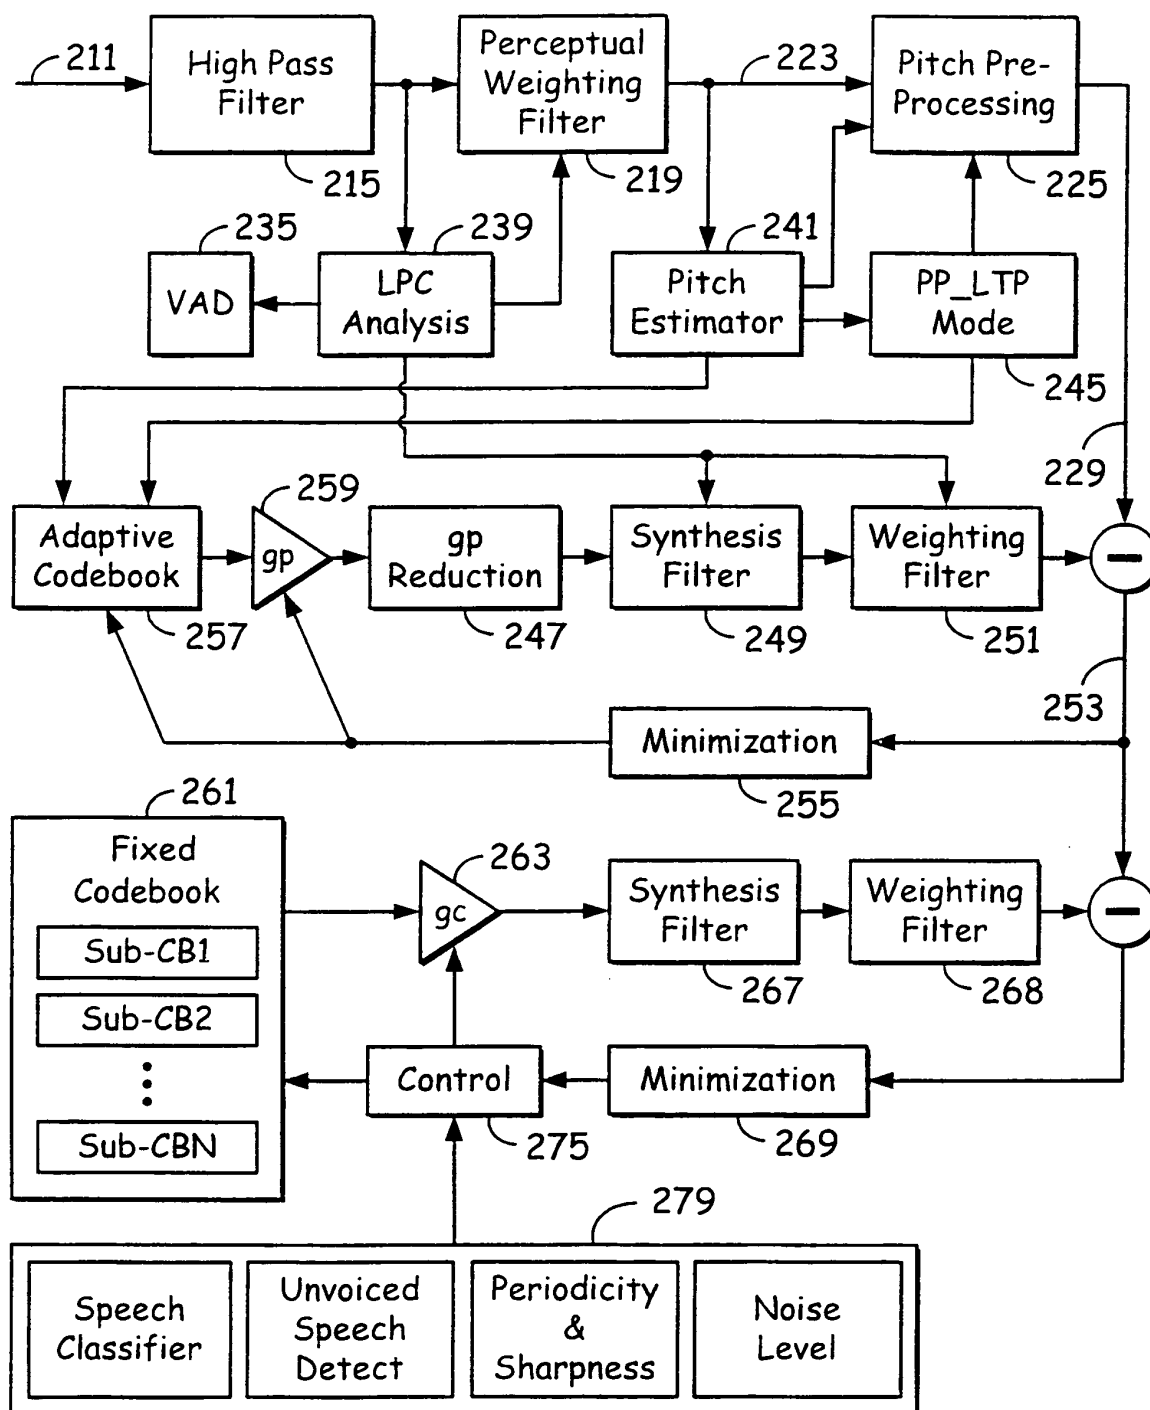 211
High Pass
Filter
215
Perceptual
Weighting
Filter
219
223
Pitch Pre-
Processing
225
235
VAD
239
LPC
Analysis
241
Pitch
Estimator
PP_LTP
Mode
245
229
Adaptive
Codebook
257
259
gp
gp
Reduction
247
Synthesis
Filter
249
Weighting
Filter
251
253
Minimization
255
261
Fixed
Codebook
Sub-CB1
Sub-CB2
Sub-CBN
263
gc
Synthesis
Filter
267
Weighting
Filter
268
Control
275
Minimization
269
279
Speech
Classifier
Unvoiced
Speech
Detect
Periodicity
&
Sharpness
Noise
Level